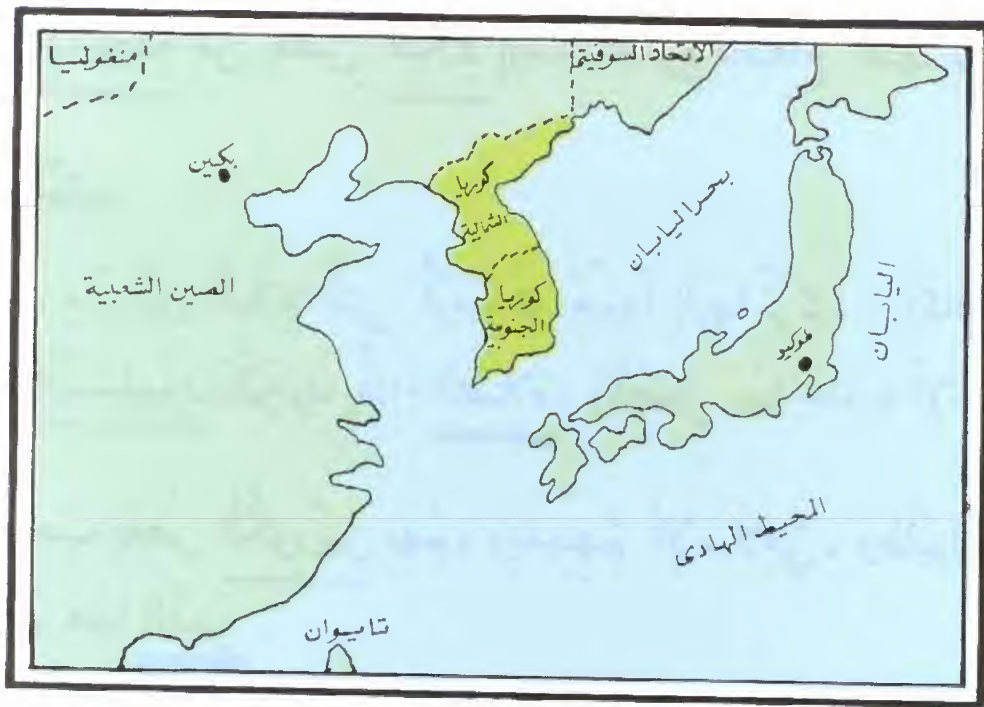 الاتحاد السوفيتي
منغوليا
بكين
كوريا
الشمالية
بحر اليابان
اليابان
الصين الشعبية
كوريا
الجنوبية
طوكيو
المحيط الهادى
تايوان